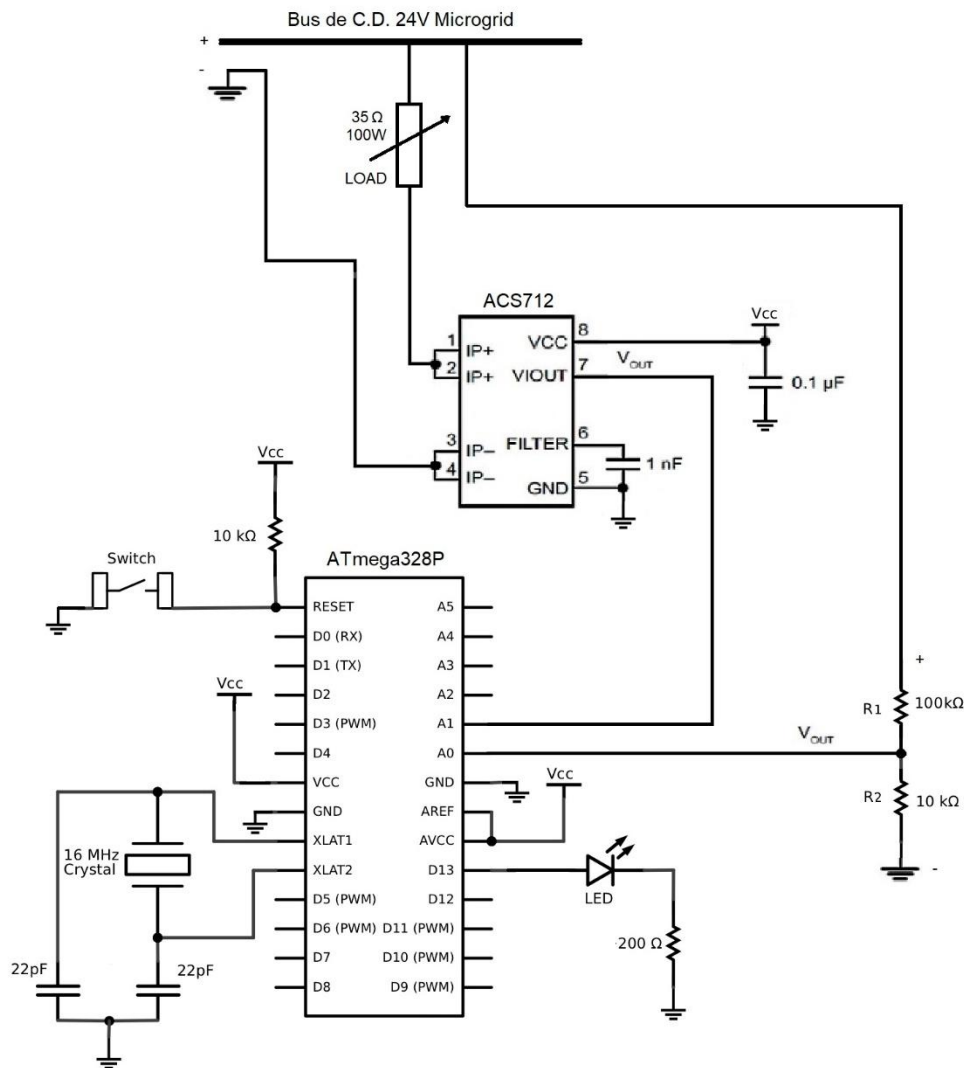 Bus de C.D. 24V Microgrid
+
-
35 Ω
100W
LOAD
ACS712
1 IP+
2 IP+
3 IP–
4 IP–
VCC 8
VIOUT 7
FILTER 6
GND 5
VOUT
Vcc
0.1 µF
1 nF
Vcc
10 kΩ
Switch
ATmega328P
RESET
D0 (RX)
D1 (TX)
D2
D3 (PWM)
D4
VCC
GND
XLAT1
XLAT2
D5 (PWM)
D6 (PWM)
D7
D8
A5
A4
A3
A2
A1
A0
GND
AREF
AVCC
D13
D12
D11 (PWM)
D10 (PWM)
D9 (PWM)
Vcc
16 MHz
Crystal
22pF
22pF
Vcc
LED
200 Ω
VOUT
+
R1
100kΩ
R2
10 kΩ
-